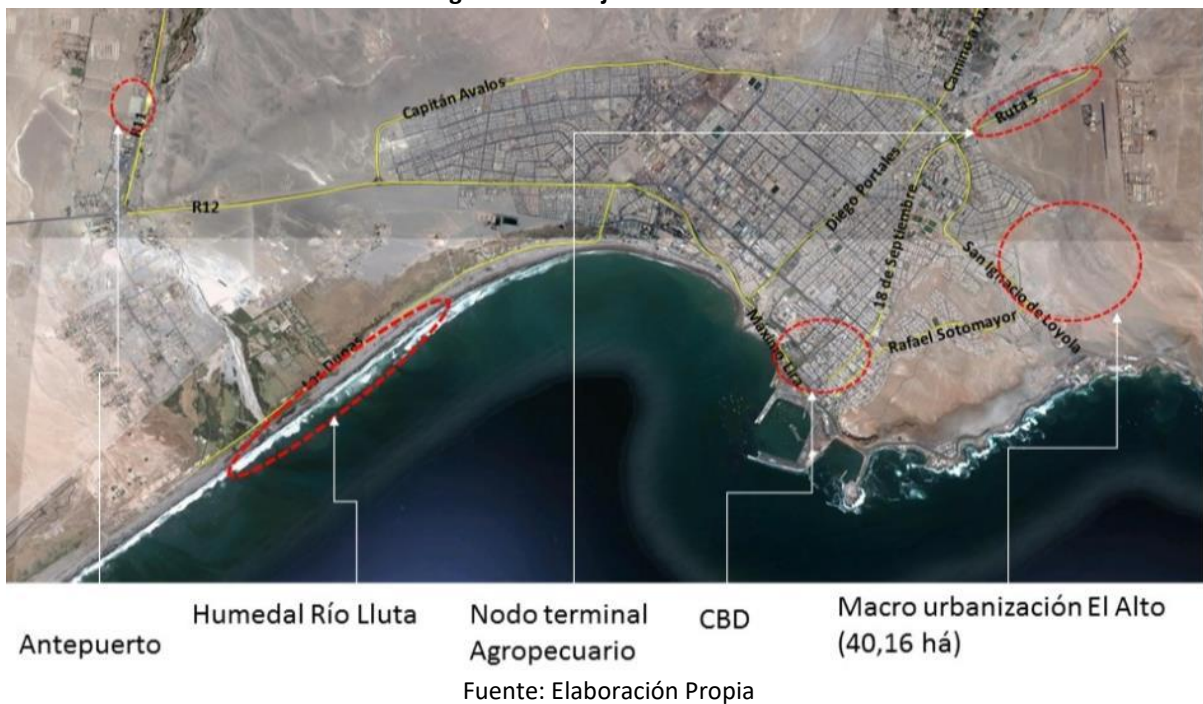 Capitán Avalos
Camino a
Ruta 5
R11
R12
Diego Portales
18 de Septiembre
San Ignacio de Loyola
Rafael Sotomayor
Máximo Lira
Las Dunas
Antepuerto
Humedal Río Lluta
Nodo terminal
Agropecuario
CBD
Macro urbanización El Alto
(40,16 há)
Fuente: Elaboración Propia